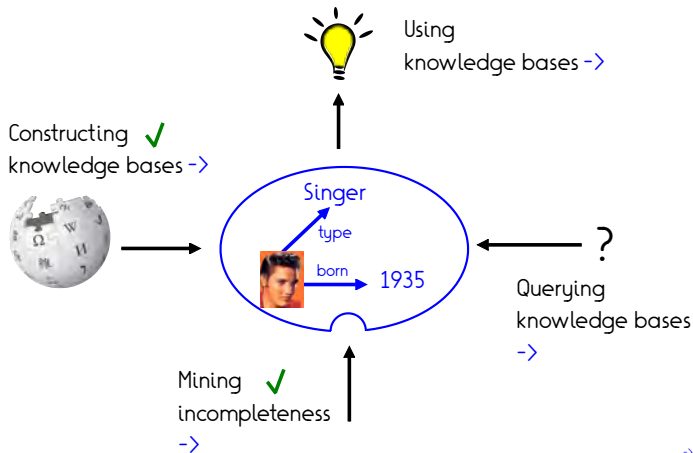 Using
knowledge bases ->
Constructing ✓
knowledge bases ->
Singer
type
born
1935
Ω W
И
?
Querying
knowledge bases
->
Mining ✓
incompleteness
->